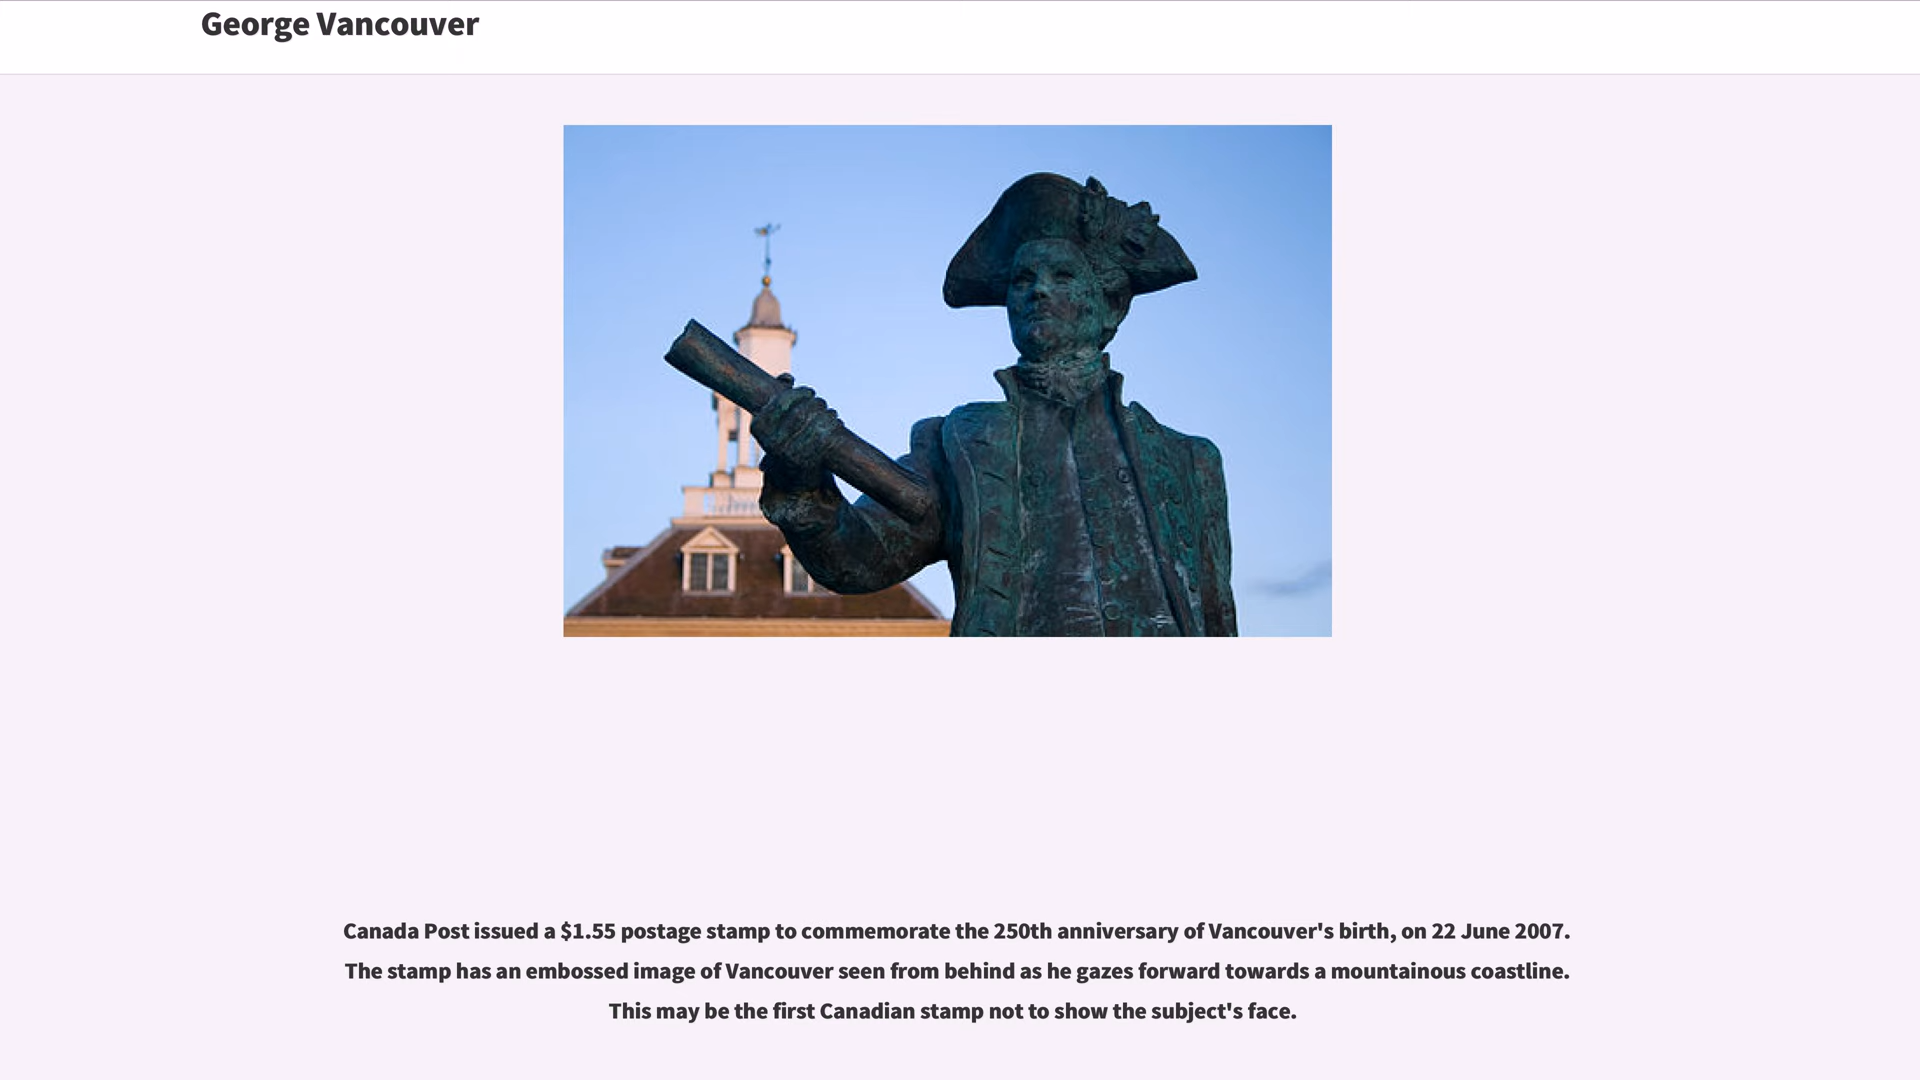 George Vancouver
Canada Post issued a $1.55 postage stamp to commemorate the 250th anniversary of Vancouver's birth, on 22 June 2007.
The stamp has an embossed image of Vancouver seen from behind as he gazes forward towards a mountainous coastline.
This may be the first Canadian stamp not to show the subject's face.